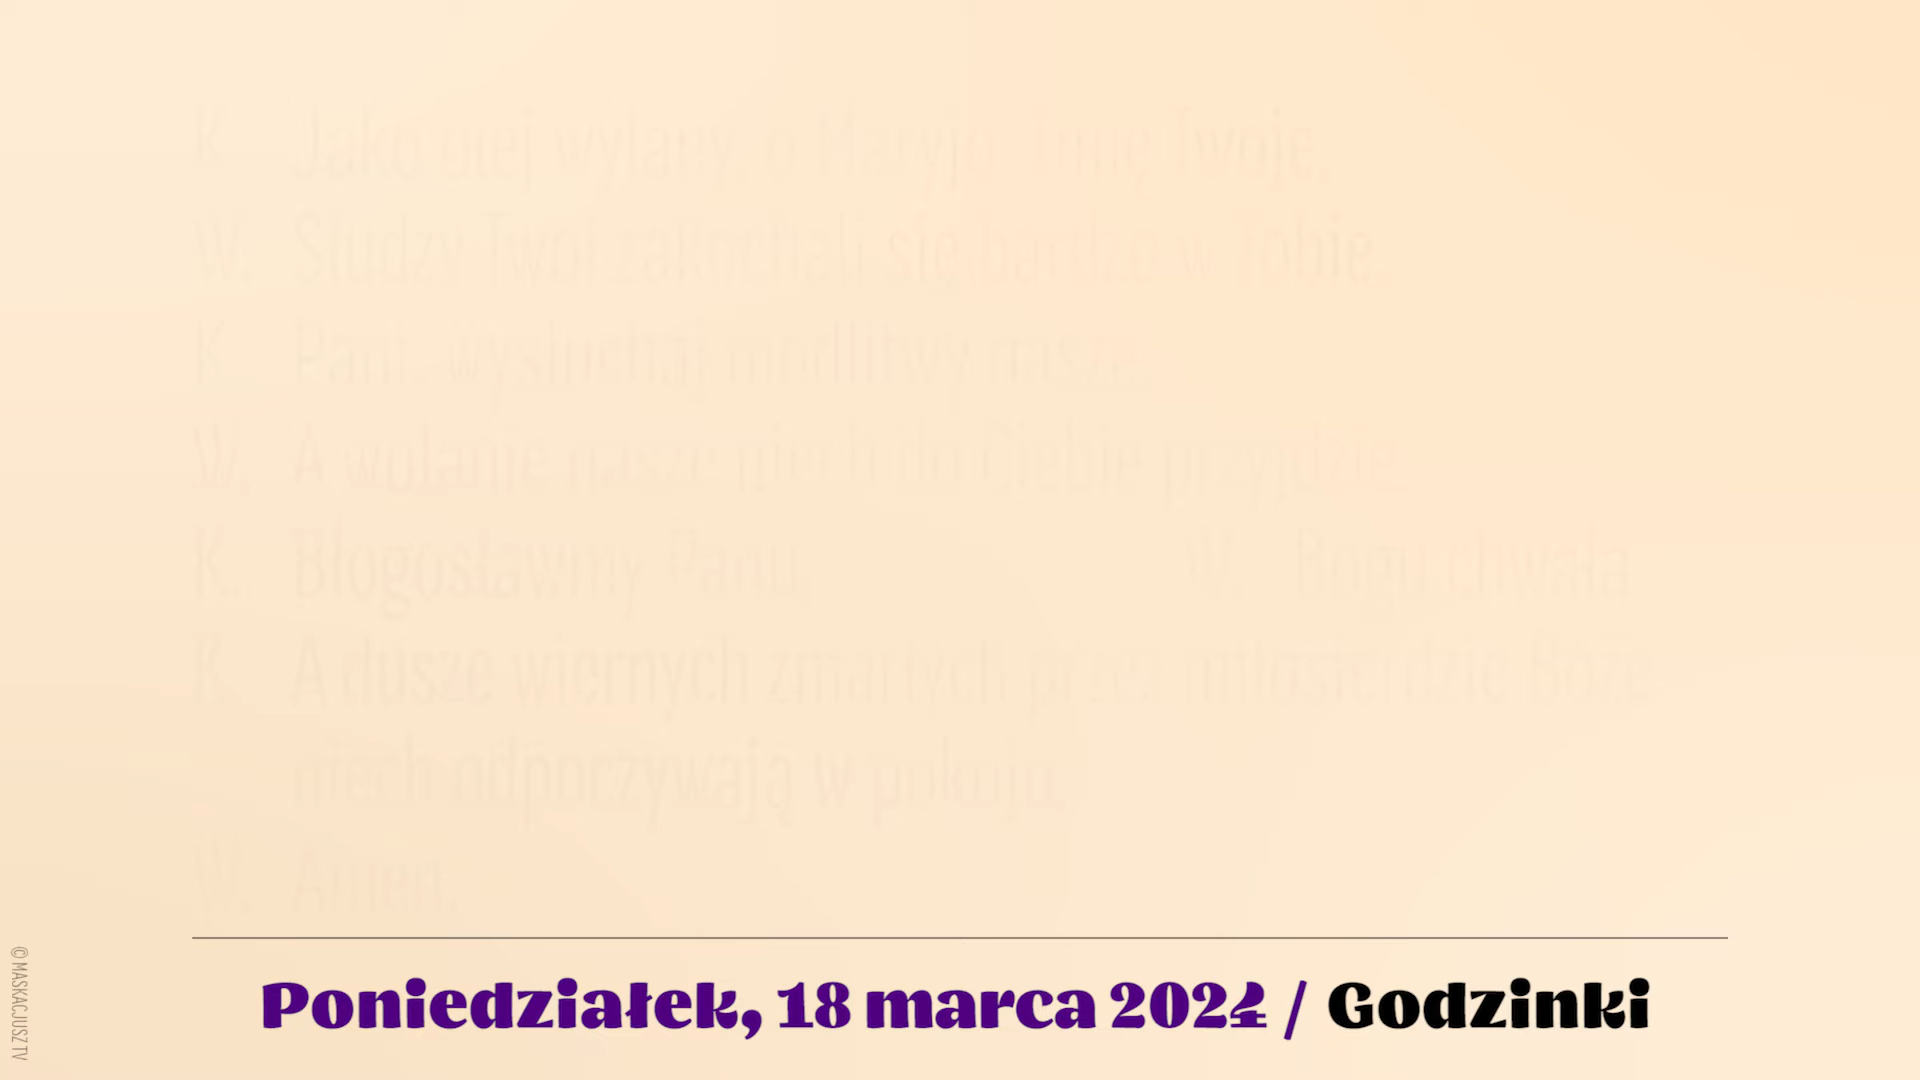 K. Jako olej wylany, o Maryjo, Imię Twoje.
W. Słudzy Twoi zakochali się bardzo w Tobie.
K. Pani, wysłuchaj modlitwy nasze.
W. A wołanie nasze niech do Ciebie przyjdzie.
K. Błogosławmy Panu. W. Bogu chwała
K. A dusze wiernych zmarłych przez miłosierdzie Boże
niech odpoczywają w pokoju.
W. Amen.
Poniedziałek, 18 marca 2024 / Godzinki
© MASKACJUSZ TV